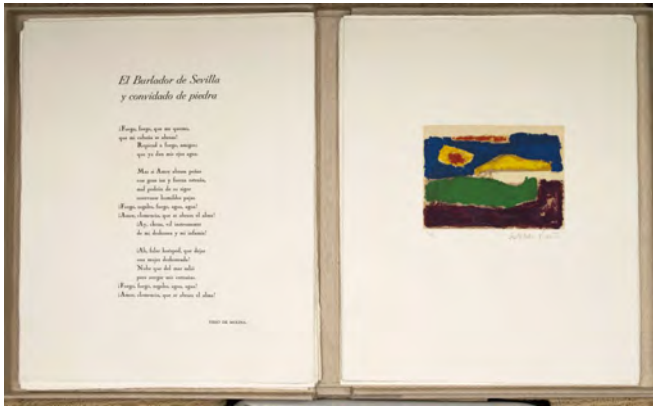 El Burlador de Sevilla
y convidado de piedra
¡Fuego, fuego, que me quemo,
que mi cabaña se abrasa!
Repicad a fuego, amigos;
que ya dan mis ojos agua.
Mas si Amor abrasa peñas
con gran ira y fuerza extraña,
mal podrán de su rigor
reservarse humildes pajas.
¡Fuego, zagales, fuego, agua, agua!
¡Amor, clemencia, que se abrasa el alma!
¡Ay, choza, vil instrumento
de mi deshonra y mi infamia!
¡Ah, falso huésped, que dejas
una mujer deshonrada!
Nube que del mar salió
para anegar mis entrañas.
¡Fuego, fuego, zagales, agua, agua!
¡Amor, clemencia, que se abrasa el alma!
TIRSO DE MOLINA